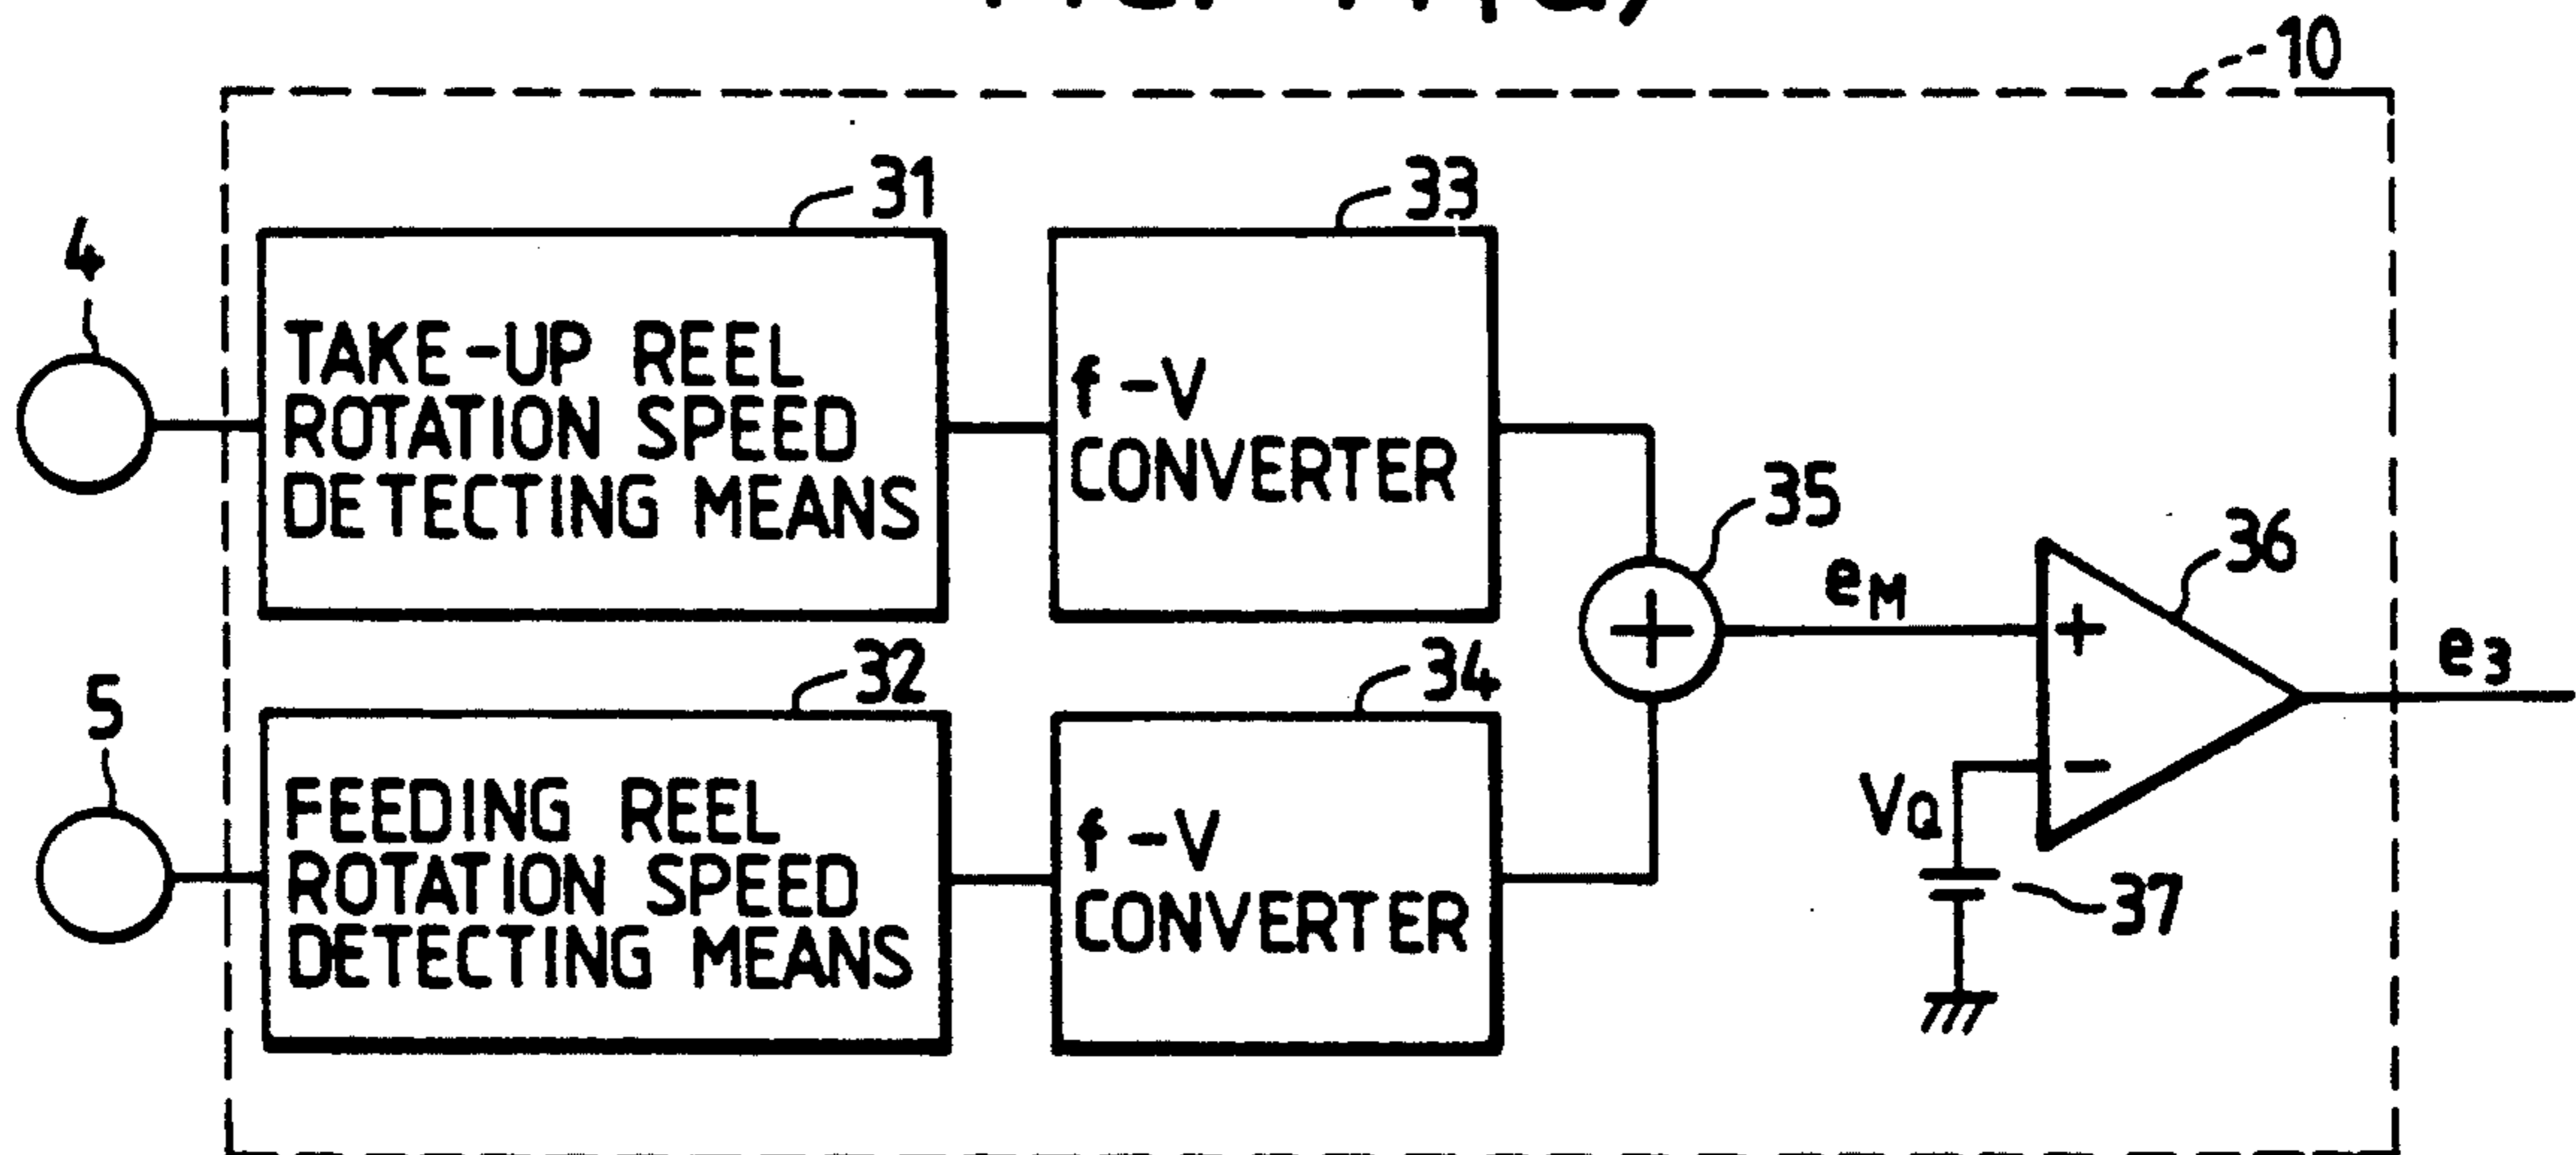 10
31
33
4
TAKE-UP REEL
ROTATION SPEED
DETECTING MEANS
f-V
CONVERTER
35
36
eM
+
+
e3
32
34
5
FEEDING REEL
ROTATION SPEED
DETECTING MEANS
f-V
CONVERTER
VQ
-
37